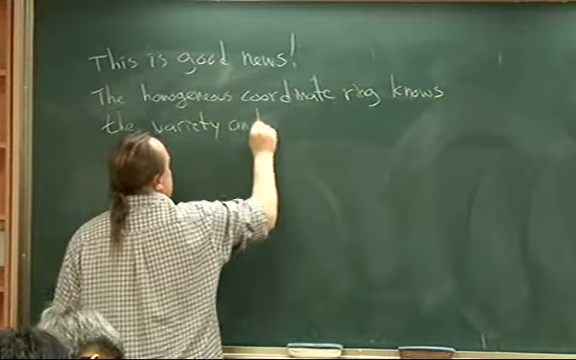 This is good news!
The homogeneous coordinate ring knows
the variety and